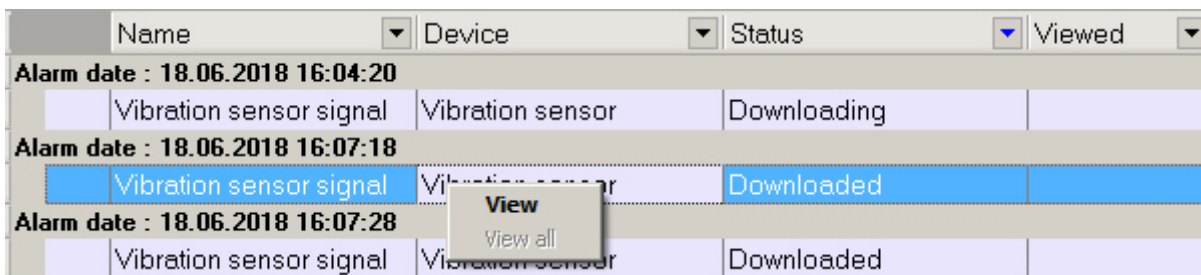 Name Device Status Viewed
Alarm date : 18.06.2018 16:04:20
Vibration sensor signal Vibration sensor Downloading
Alarm date : 18.06.2018 16:07:18
Vibration sensor signal Downloaded
View
Alarm date : 18.06.2018 16:07:28
View all
Vibration sensor signal Vibration sensor Downloaded